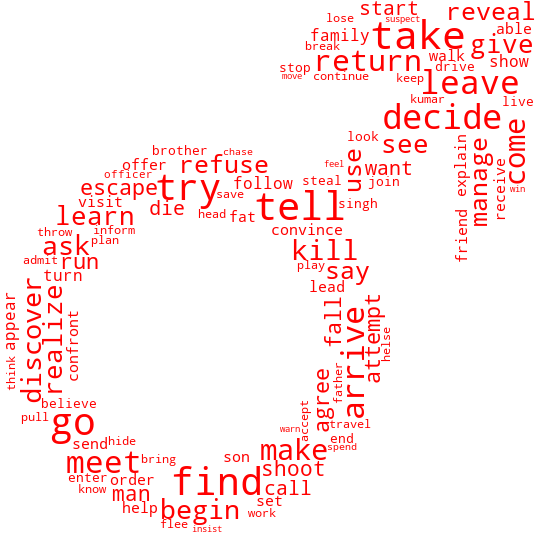 suspect
start
lose
reveal
take
able
family
give
break
return
walk
show
stop
drive
move
continue
keep
leave
kumar
live
decide
look
see
come
explain
manage
brother
chase
refuse
feel
use
want
receive
offer
officer
try
follow
steal
join
win
escape
save
visit
die
tell
singh
friend
learn
head
fat
inform
convince
throw
plan
ask
kill
admit
run
play
say
turn
lead
discover
realize
appear
confront
fall
attempt
arrive
helse
think
believe
agree
father
pull
go
accept
travel
warn
send
hide
make
end
spend
meet
bring
son
shoot
enter
order
find
know
man
call
set
help
begin
work
flee
insist